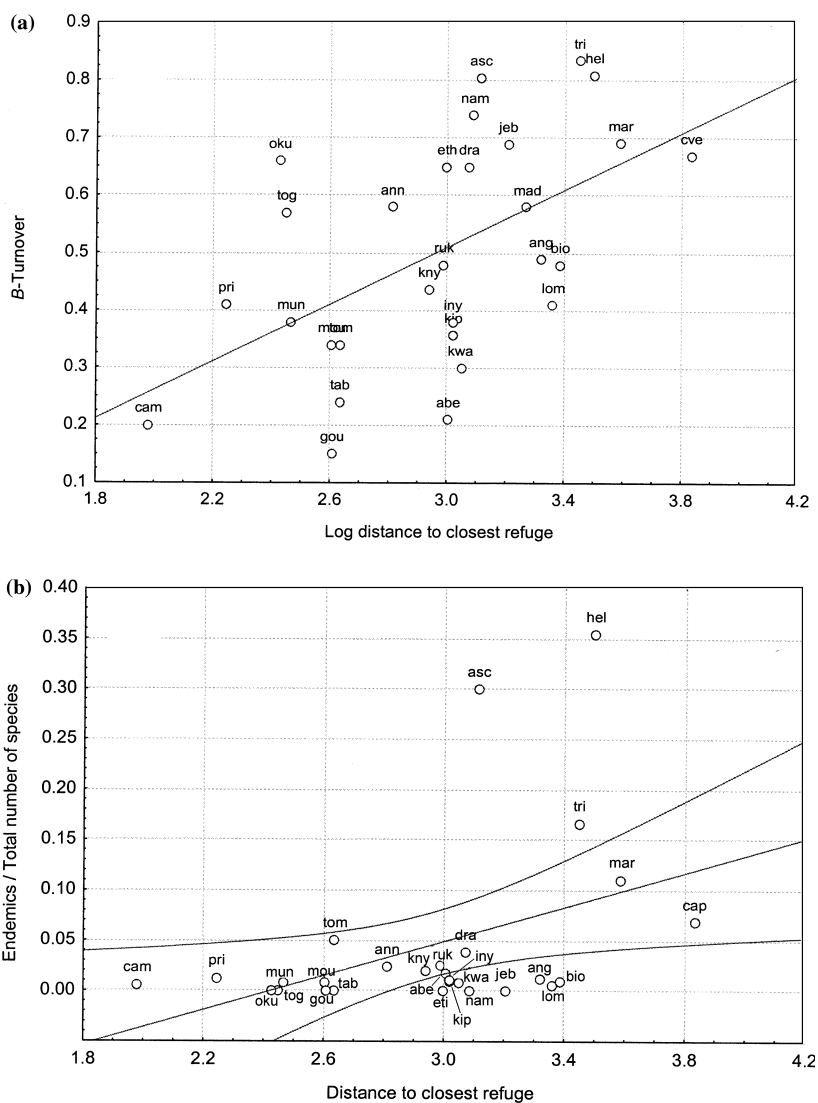 (a)
0.9
0.8
0.7
0.6
0.5
0.4
0.3
0.2
0.1
B-Turnover
tri
hel
asc
nam
jeb
mar
cve
oku
eth dra
tog
ann
mad
ruk
ang
bio
kny
pri
lom
mun
iny
kip
mou
tom
kwa
tab
abe
cam
gou
1.8 2.2 2.6 3.0 3.4 3.8 4.2
Log distance to closest refuge
(b)
0.40
0.35
0.30
0.25
0.20
0.15
0.10
0.05
0.00
Endemics / Total number of species
hel
asc
tri
mar
cap
tom
dra
ann
kny ruk iny
cam
pri
mun mou
tab
kwa jeb ang bio
oku tog gou
abe
eti nam lom
kip
1.8 2.2 2.6 3.0 3.4 3.8 4.2
Distance to closest refuge